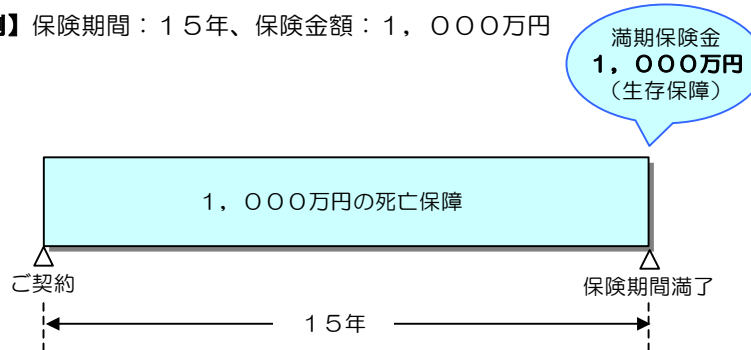 】保険期間：１５年、保険金額：１，０００万円
満期保険金
１，０００万円
（生存保障）
１，０００万円の死亡保障
ご契約
保険期間満了
１５年